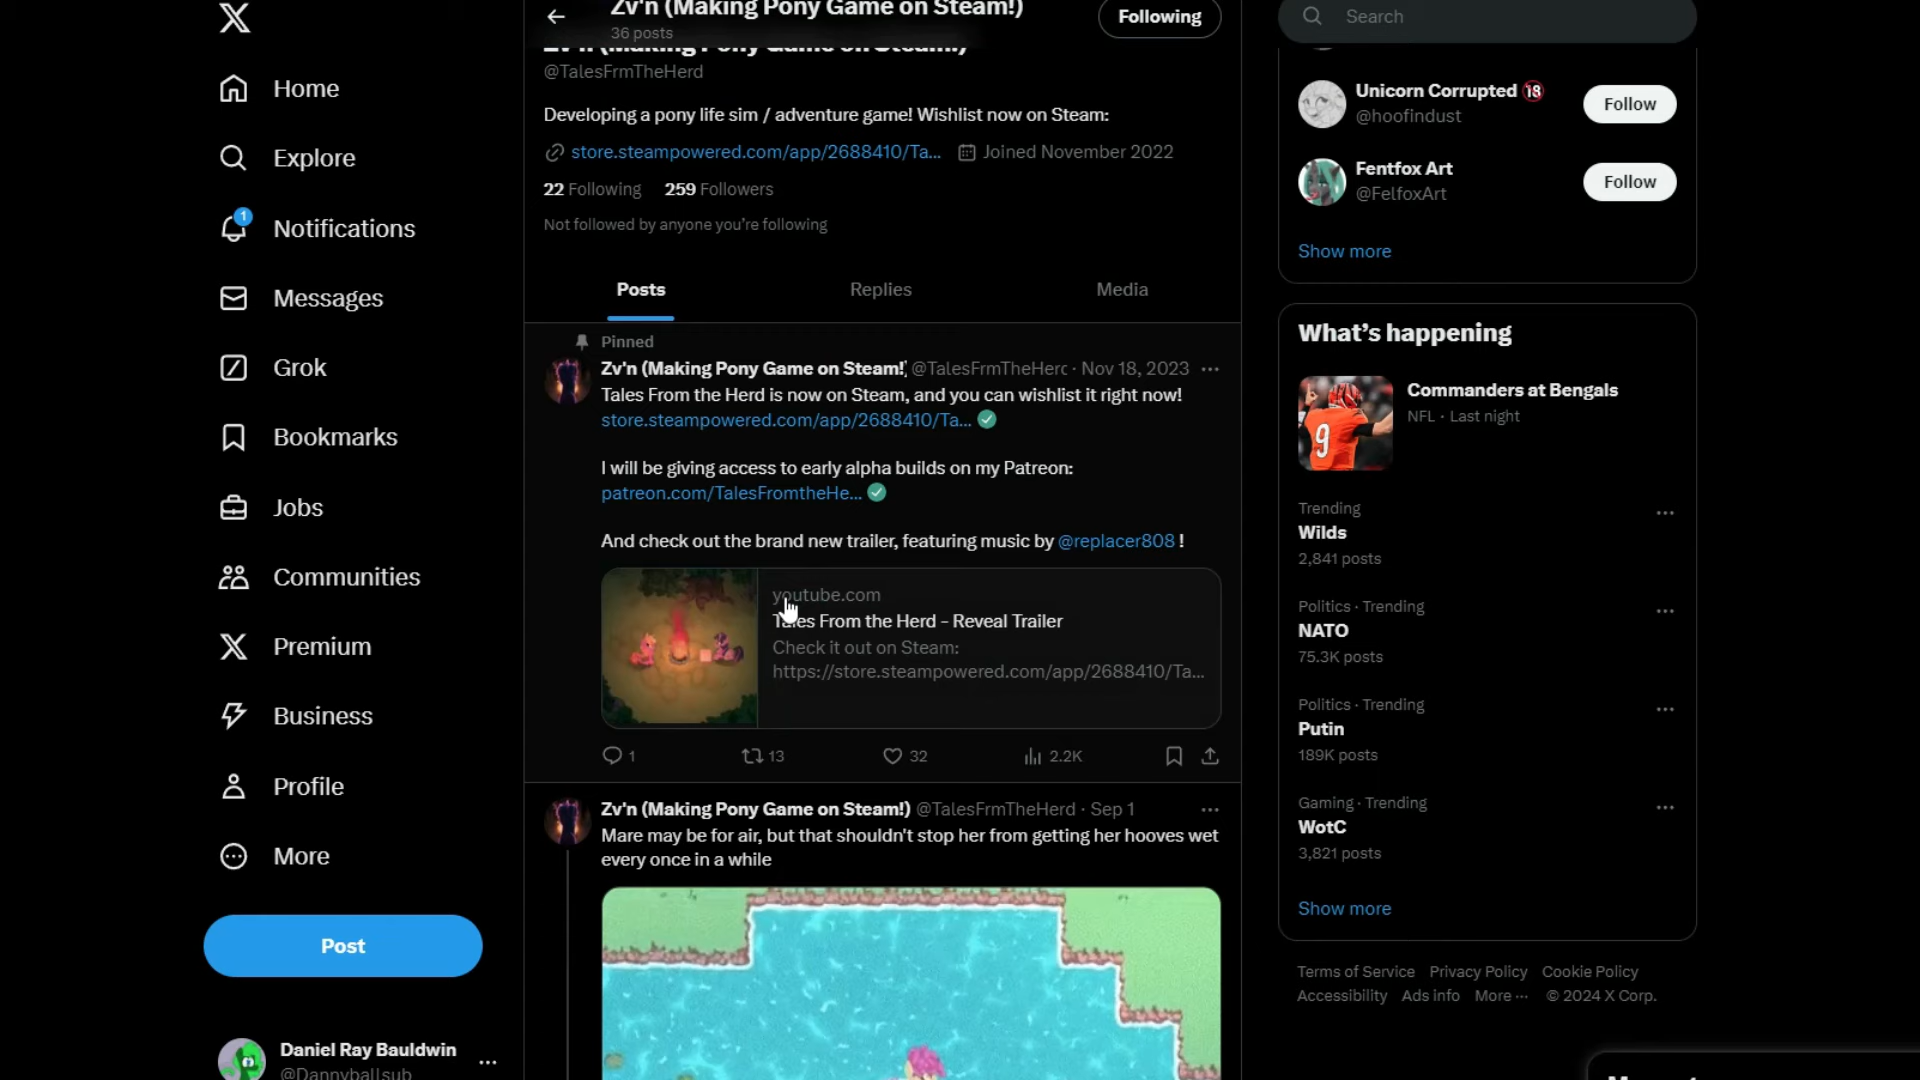 Home
Explore
1
Notifications
Messages
Grok
Bookmarks
Jobs
Communities
Premium
Business
Profile
More
Post
Daniel Ray Bauldwin
@Dannyballsub
Zv'n (Making Pony Game on Steam!)
36 posts
Following
Zv'n (Making Pony Game on Steam!)
@TalesFrmTheHerd
Developing a pony life sim / adventure game! Wishlist now on Steam:
store.steampowered.com/app/2688410/Ta... Joined November 2022
22 Following 259 Followers
Not followed by anyone you're following
Posts Replies Media
Pinned
Zv'n (Making Pony Game on Steam! @TalesFrmTheHerc · Nov 18, 2023
Tales From the Herd is now on Steam, and you can wishlist it right now!
store.steampowered.com/app/2688410/Ta...
I will be giving access to early alpha builds on my Patreon:
patreon.com/TalesFromtheHe...
And check out the brand new trailer, featuring music by @replacer808 !
youtube.com
Tales From the Herd - Reveal Trailer
Check it out on Steam:
https://store.steampowered.com/app/2688410/Ta...
1 13 32 2.2K
Zv'n (Making Pony Game on Steam!) @TalesFrmTheHerd · Sep 1
Mare may be for air, but that shouldn't stop her from getting her hooves wet
every once in a while
Search
Unicorn Corrupted 🔞
@hoofindust
Follow
Fentfox Art
@FelfoxArt
Follow
Show more
What's happening
Commanders at Bengals
NFL · Last night
9
Trending
Wilds
2,841 posts
Politics · Trending
NATO
75.3K posts
Politics · Trending
Putin
189K posts
Gaming · Trending
WotC
3,821 posts
Show more
Terms of Service Privacy Policy Cookie Policy
Accessibility Ads info More ··· © 2024 X Corp.